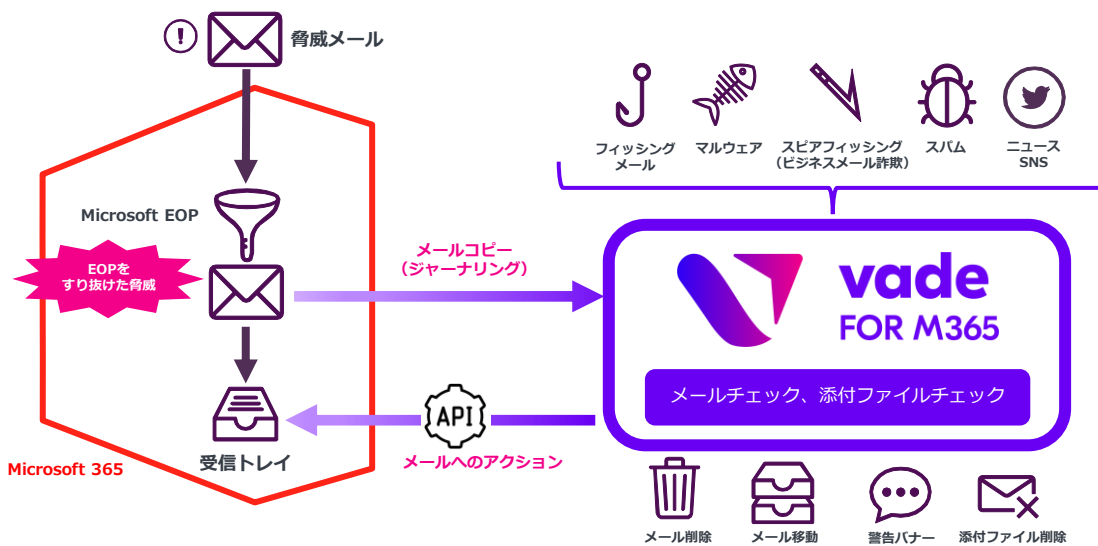 脅威メール
Microsoft EOP
EOPを
すり抜けた脅威
受信トレイ
Microsoft 365
メールコピー
（ジャーナリング）
API
メールへのアクション
フィッシング
メール
マルウェア
スピアフィッシング
（ビジネスメール詐欺）
スパム
ニュース
SNS
vade
FOR M365
メールチェック、添付ファイルチェック
メール削除
メール移動
警告バナー
添付ファイル削除